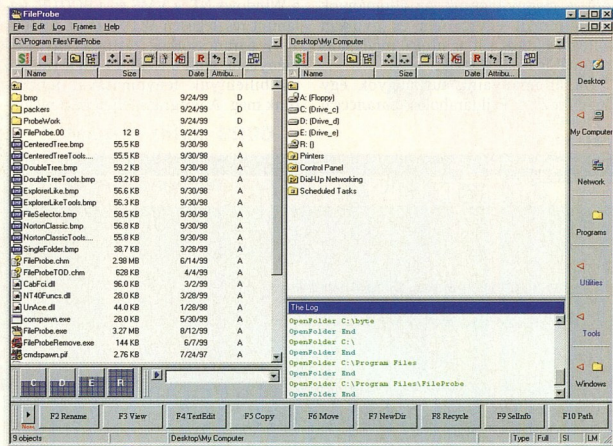 FileProbe
File Edit Log Frames Help
C:\Program Files\FileProbe
Name Size Date Attribu...
bmp 9/24/99 D
packers 9/24/99 D
ProbeWork 9/24/99 D
FileProbe.00 12 B 9/24/99 A
CenteredTree.bmp 55.5 KB 9/30/98 A
CenteredTreeTools.... 55.5 KB 9/30/98 A
DoubleTree.bmp 59.2 KB 9/30/98 A
DoubleTreeTools.bmp 59.2 KB 9/30/98 A
ExplorerLike.bmp 56.6 KB 9/30/98 A
ExplorerLikeTools.bmp 56.3 KB 9/30/98 A
FileSelector.bmp 58.5 KB 9/30/98 A
NortonClassic.bmp 56.8 KB 9/30/98 A
NortonClassicTools.... 55.8 KB 9/30/98 A
SingleFolder.bmp 38.7 KB 3/28/99 A
FileProbe.chm 2.98 MB 6/14/99 A
FileProbeTOD.chm 628 KB 4/4/99 A
CabFci.dll 96.0 KB 3/2/99 A
NT40Funcs.dll 28.0 KB 3/28/99 A
UnAce.dll 44.0 KB 1/28/98 A
conspawn.exe 28.0 KB 5/30/99 A
FileProbe.exe 3.27 MB 8/12/99 A
FileProbeRemove.exe 144 KB 6/7/99 A
cmdspawn.pif 2.76 KB 7/24/97 A
C D E R
Desktop\My Computer
Name Size Date Attribu...
A: (Floppy)
C: (Drive_c)
D: (Drive_d)
E: (Drive_e)
R: ()
Printers
Control Panel
Dial-Up Networking
Scheduled Tasks
The Log
OpenFolder C:\byte
OpenFolder End
OpenFolder C:\
OpenFolder End
OpenFolder C:\Program Files
OpenFolder End
OpenFolder C:\Program Files\FileProbe
OpenFolder End
Desktop
My Computer
Network
Programs
Utilities
Tools
Windows
F2 Rename F3 View F4 TextEdit F5 Copy F6 Move F7 NewDir F8 Recycle F9 SelInfo F10 Path
9 objects Desktop\My Computer Type Full SI LM